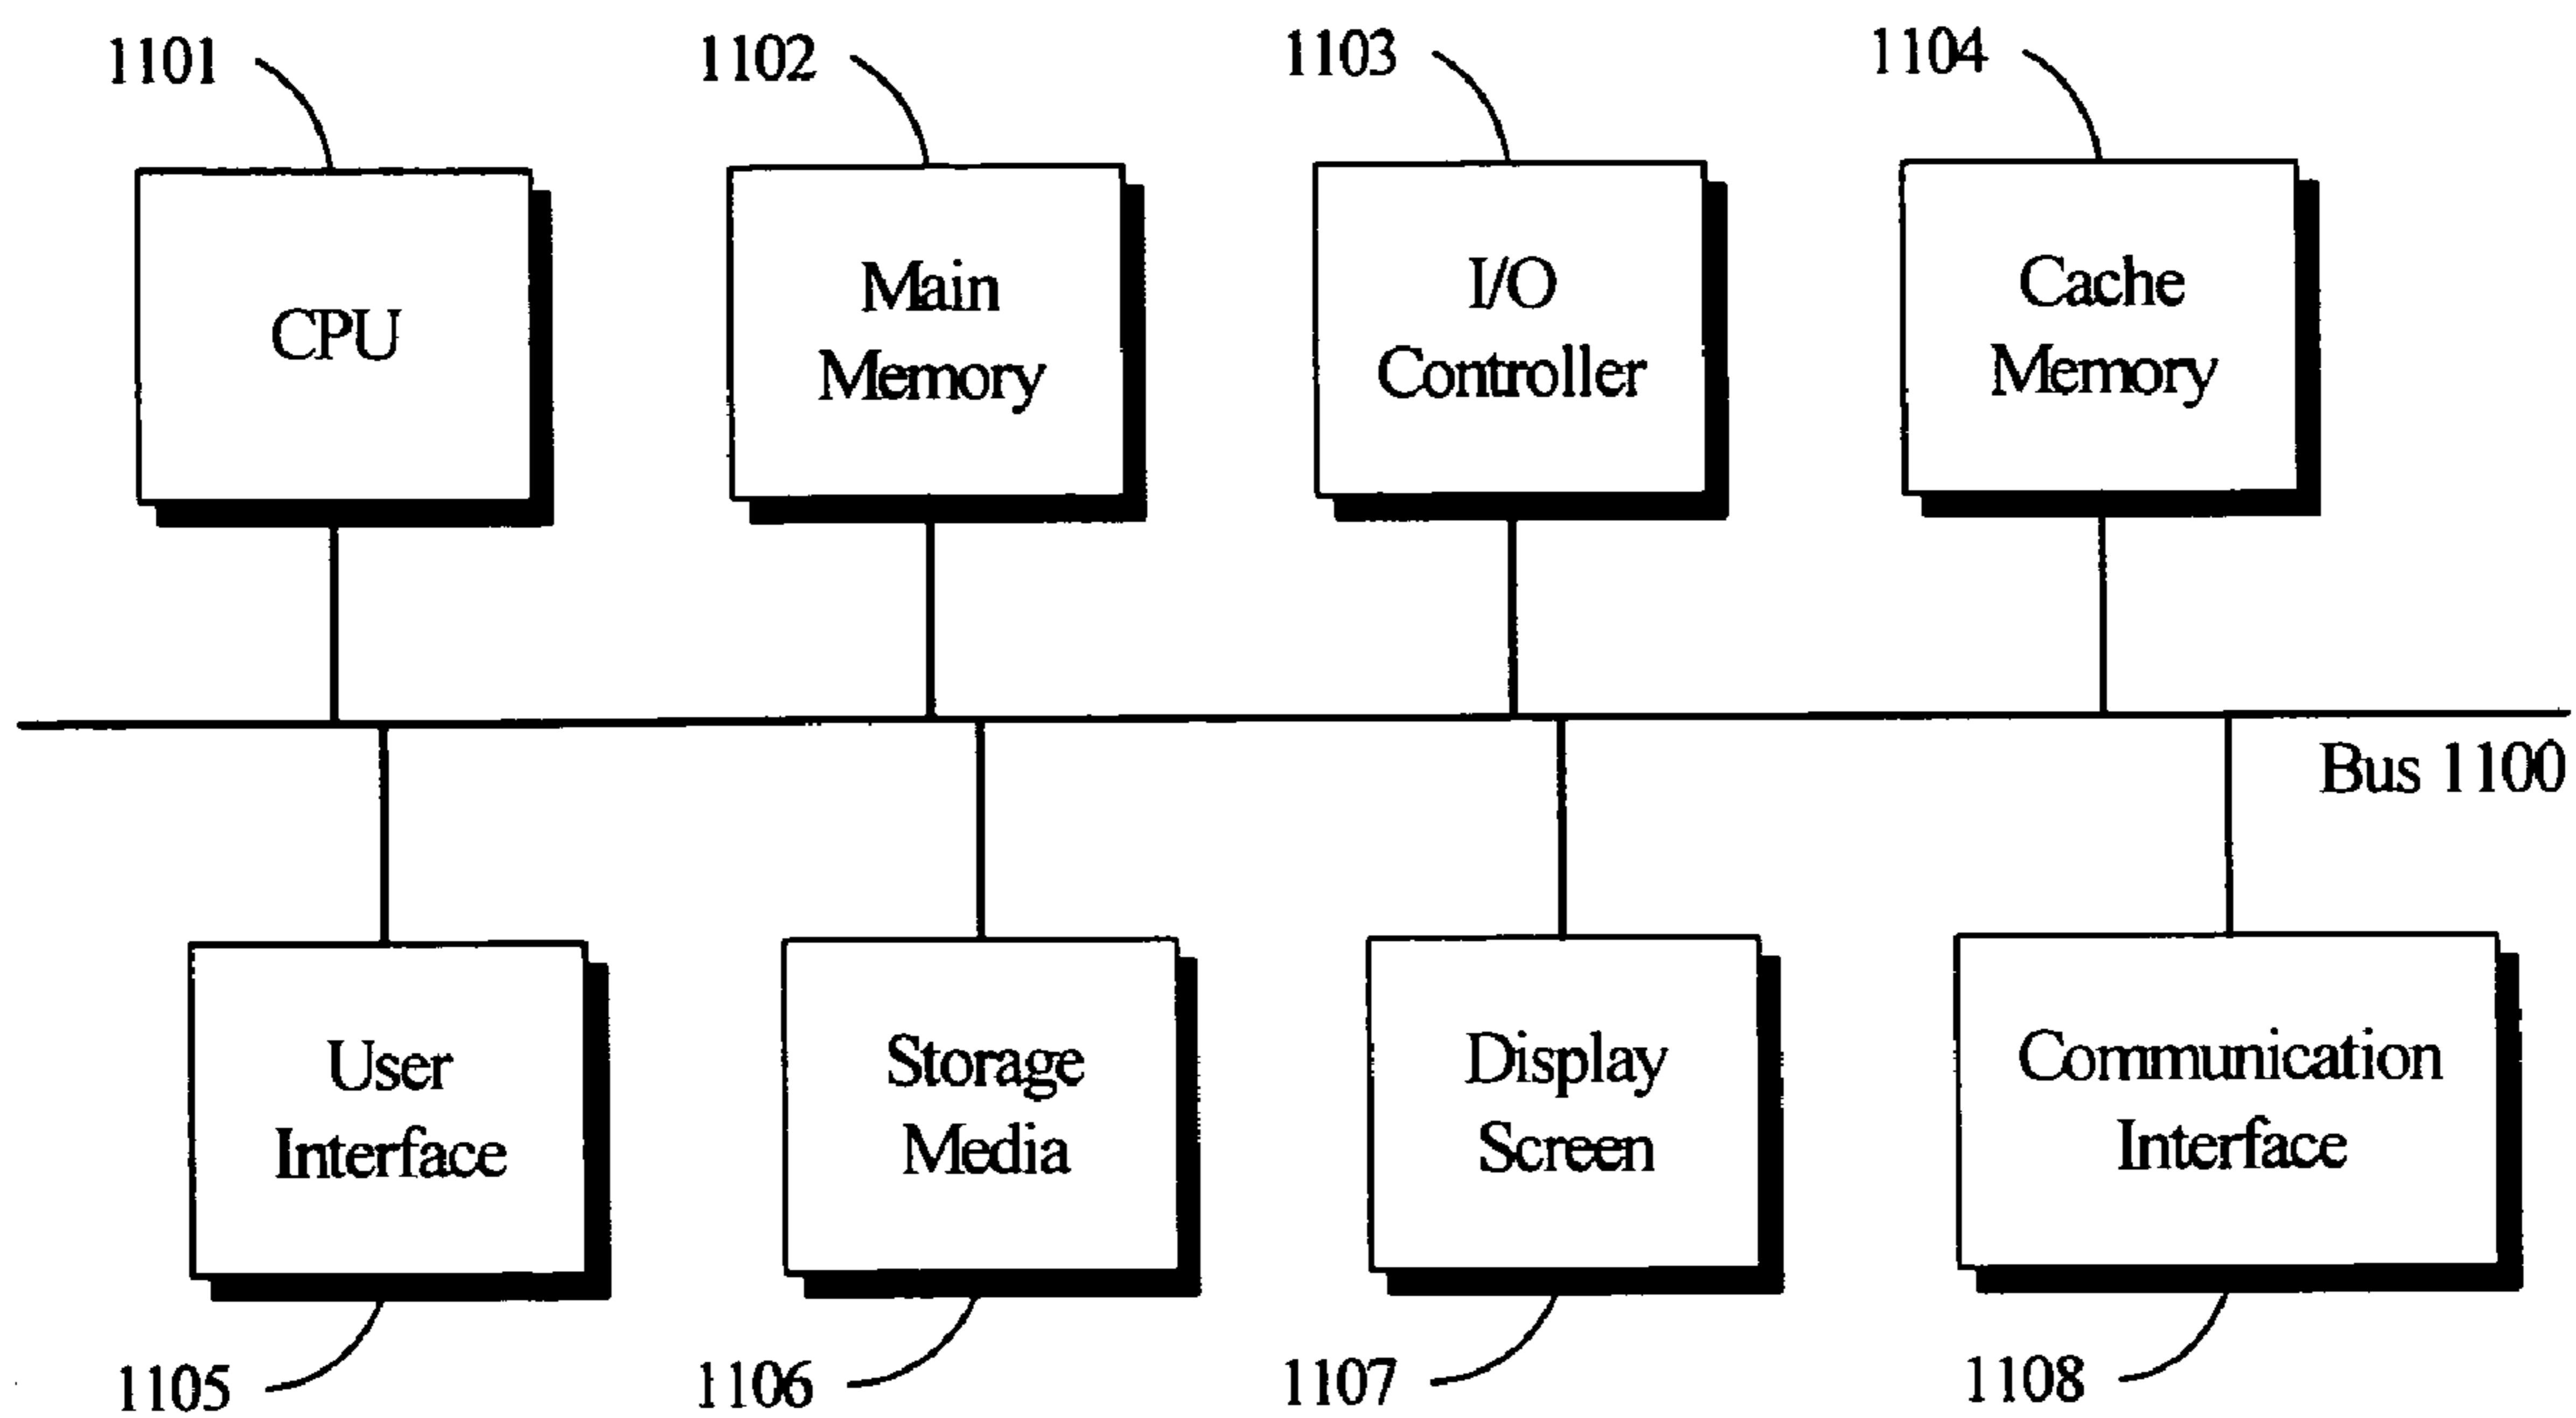 1101
1102
1103
1104
CPU
Main
Memory
I/O
Controller
Cache
Memory
Bus 1100
User
Interface
Storage
Media
Display
Screen
Communication
Interface
1105
1106
1107
1108